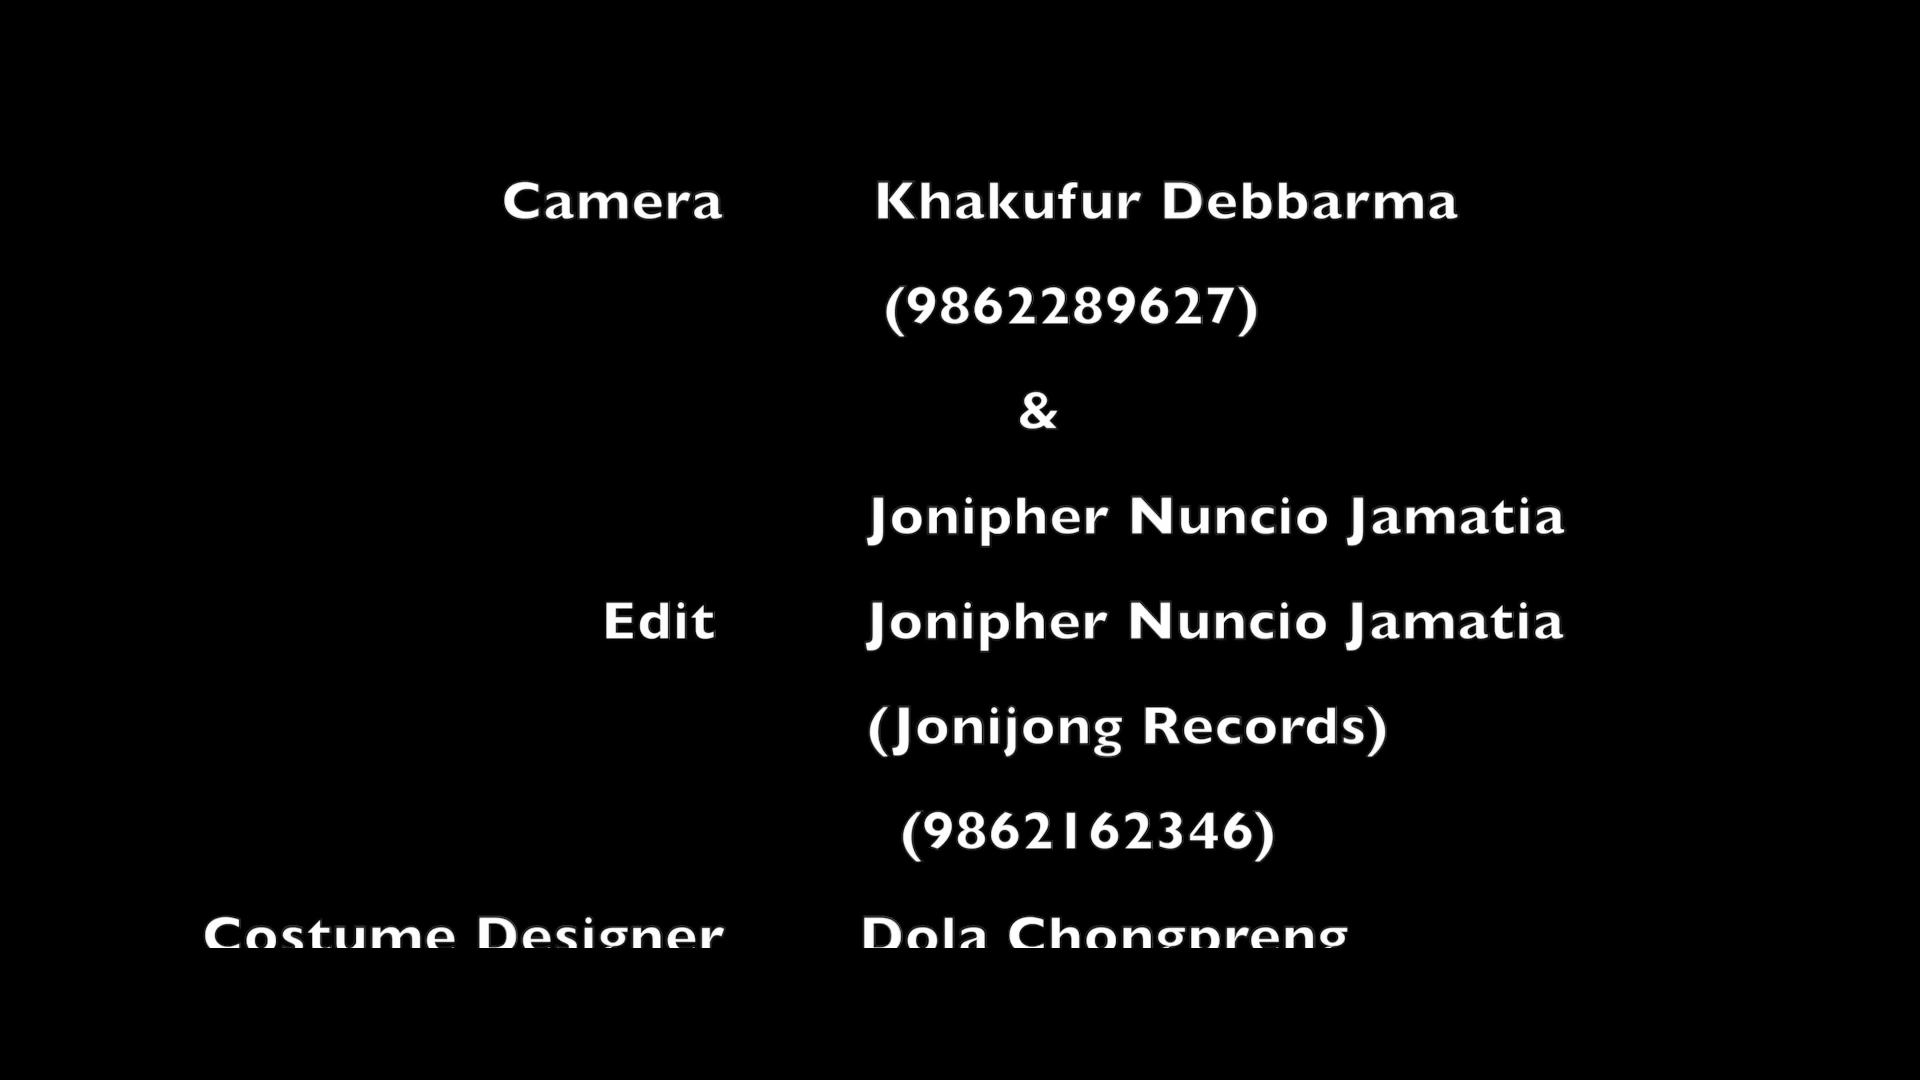 Camera Khakufur Debbarma
(9862289627)
&
Jonipher Nuncio Jamatia
Edit Jonipher Nuncio Jamatia
(Jonijong Records)
(9862162346)
Costume Designer Dola Chongpreng